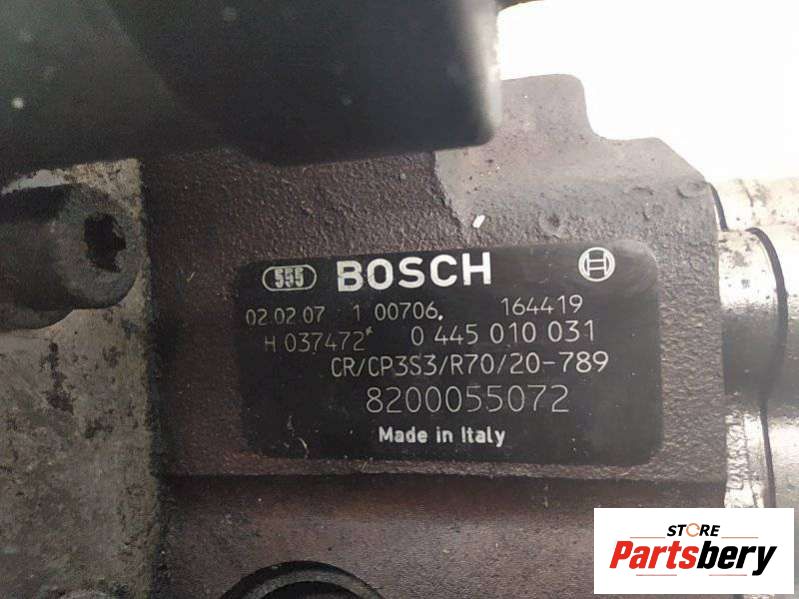 555 BOSCH
02.02.07 1 00706. 164419
H 037472* 0 445 010 031
CR/CP3S3/R70/20-789
8200055072
Made in Italy
STORE
Partsbery